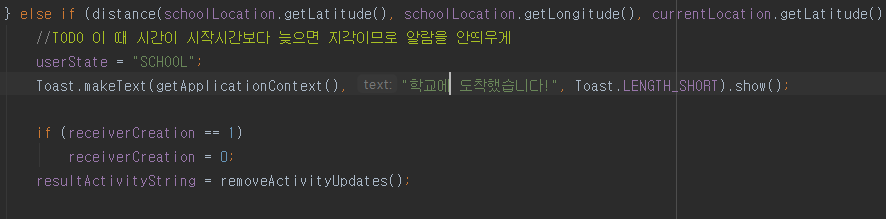 } else if (distance(schoolLocation.getLatitude(), schoolLocation.getLongitude(), currentLocation.getLatitude()
//TODO 이 때 시간이 시작시간보다 늦으면 지각이므로 알람을 안띄우게
userState = "SCHOOL";
Toast.makeText(getApplicationContext(), text: "학교에 도착했습니다!", Toast.LENGTH_SHORT).show();
if (receiverCreation == 1)
receiverCreation = 0;
resultActivityString = removeActivityUpdates();